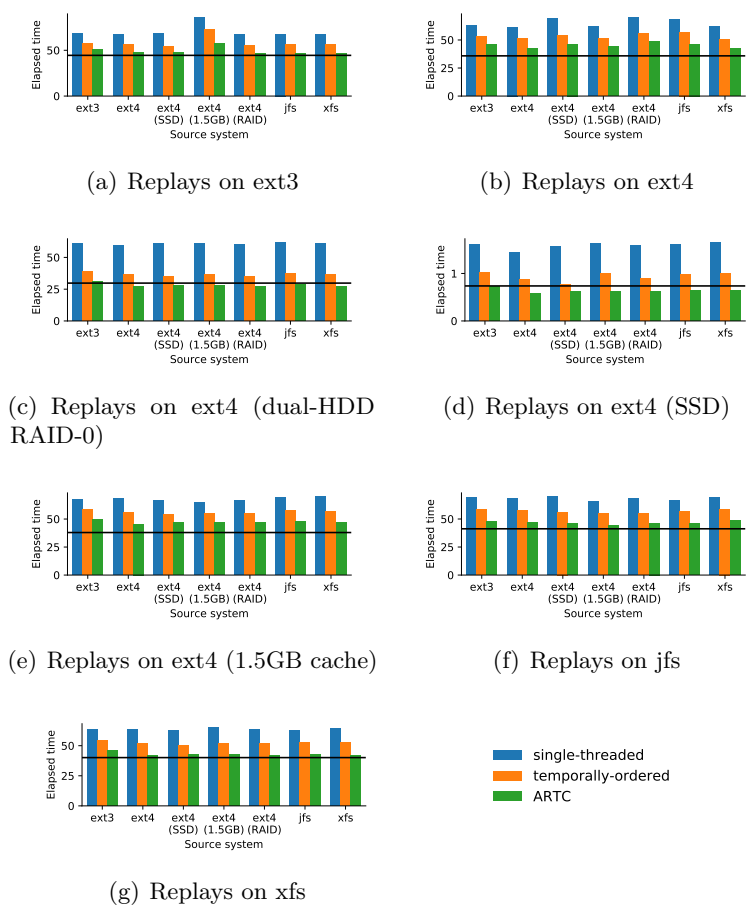 Elapsed time
50
0
ext3 ext4 ext4 ext4 ext4 jfs xfs
(SSD) (1.5GB) (RAID)
Source system
(a) Replays on ext3
Elapsed time
50
25
0
ext3 ext4 ext4 ext4 ext4 jfs xfs
(SSD) (1.5GB) (RAID)
Source system
(b) Replays on ext4
Elapsed time
50
25
0
ext3 ext4 ext4 ext4 ext4 jfs xfs
(SSD) (1.5GB) (RAID)
Source system
(c) Replays on ext4 (dual-HDD
RAID-0)
Elapsed time
1
0
ext3 ext4 ext4 ext4 ext4 jfs xfs
(SSD) (1.5GB) (RAID)
Source system
(d) Replays on ext4 (SSD)
Elapsed time
50
25
0
ext3 ext4 ext4 ext4 ext4 jfs xfs
(SSD) (1.5GB) (RAID)
Source system
(e) Replays on ext4 (1.5GB cache)
Elapsed time
50
25
0
ext3 ext4 ext4 ext4 ext4 jfs xfs
(SSD) (1.5GB) (RAID)
Source system
(f) Replays on jfs
Elapsed time
50
25
0
ext3 ext4 ext4 ext4 ext4 jfs xfs
(SSD) (1.5GB) (RAID)
Source system
(g) Replays on xfs
single-threaded
temporally-ordered
ARTC